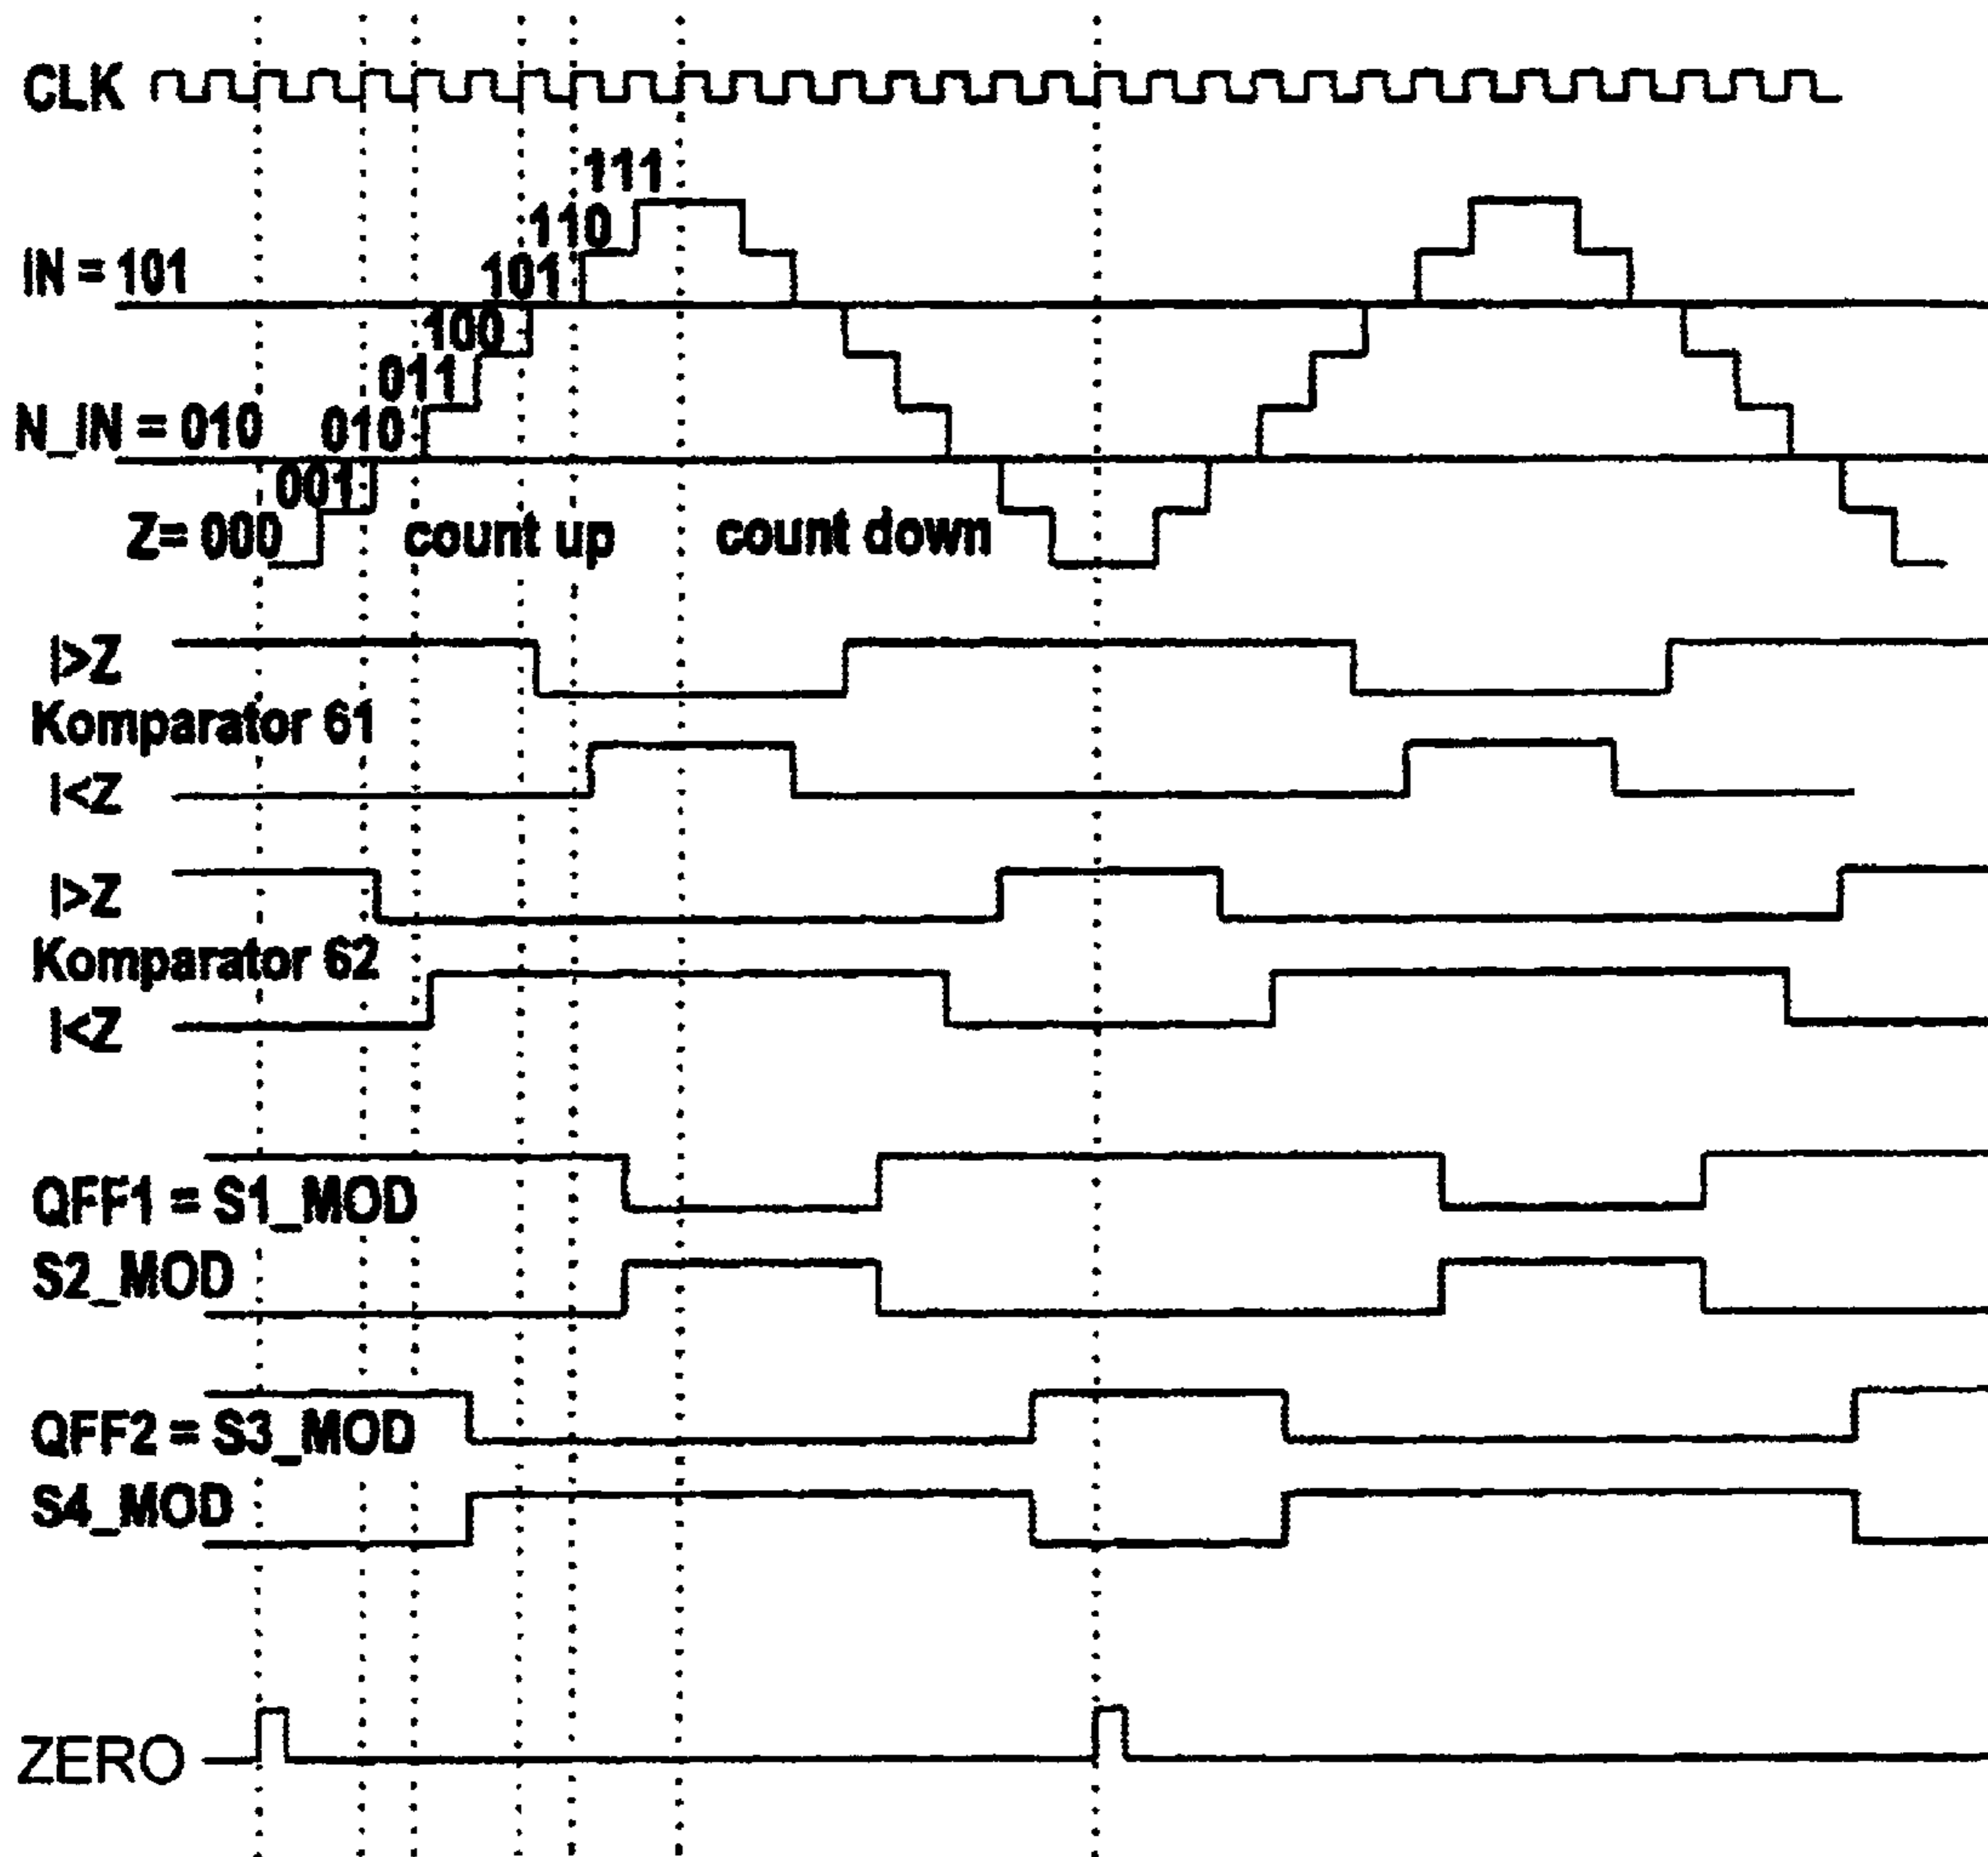 CLK
111
110
IN = 101
101
100
011
N_IN = 010
010
001
Z= 000
count up
count down
I>Z
Komparator 61
I<Z
I>Z
Komparator 62
I<Z
QFF1 = S1_MOD
S2_MOD
QFF2 = S3_MOD
S4_MOD
ZERO